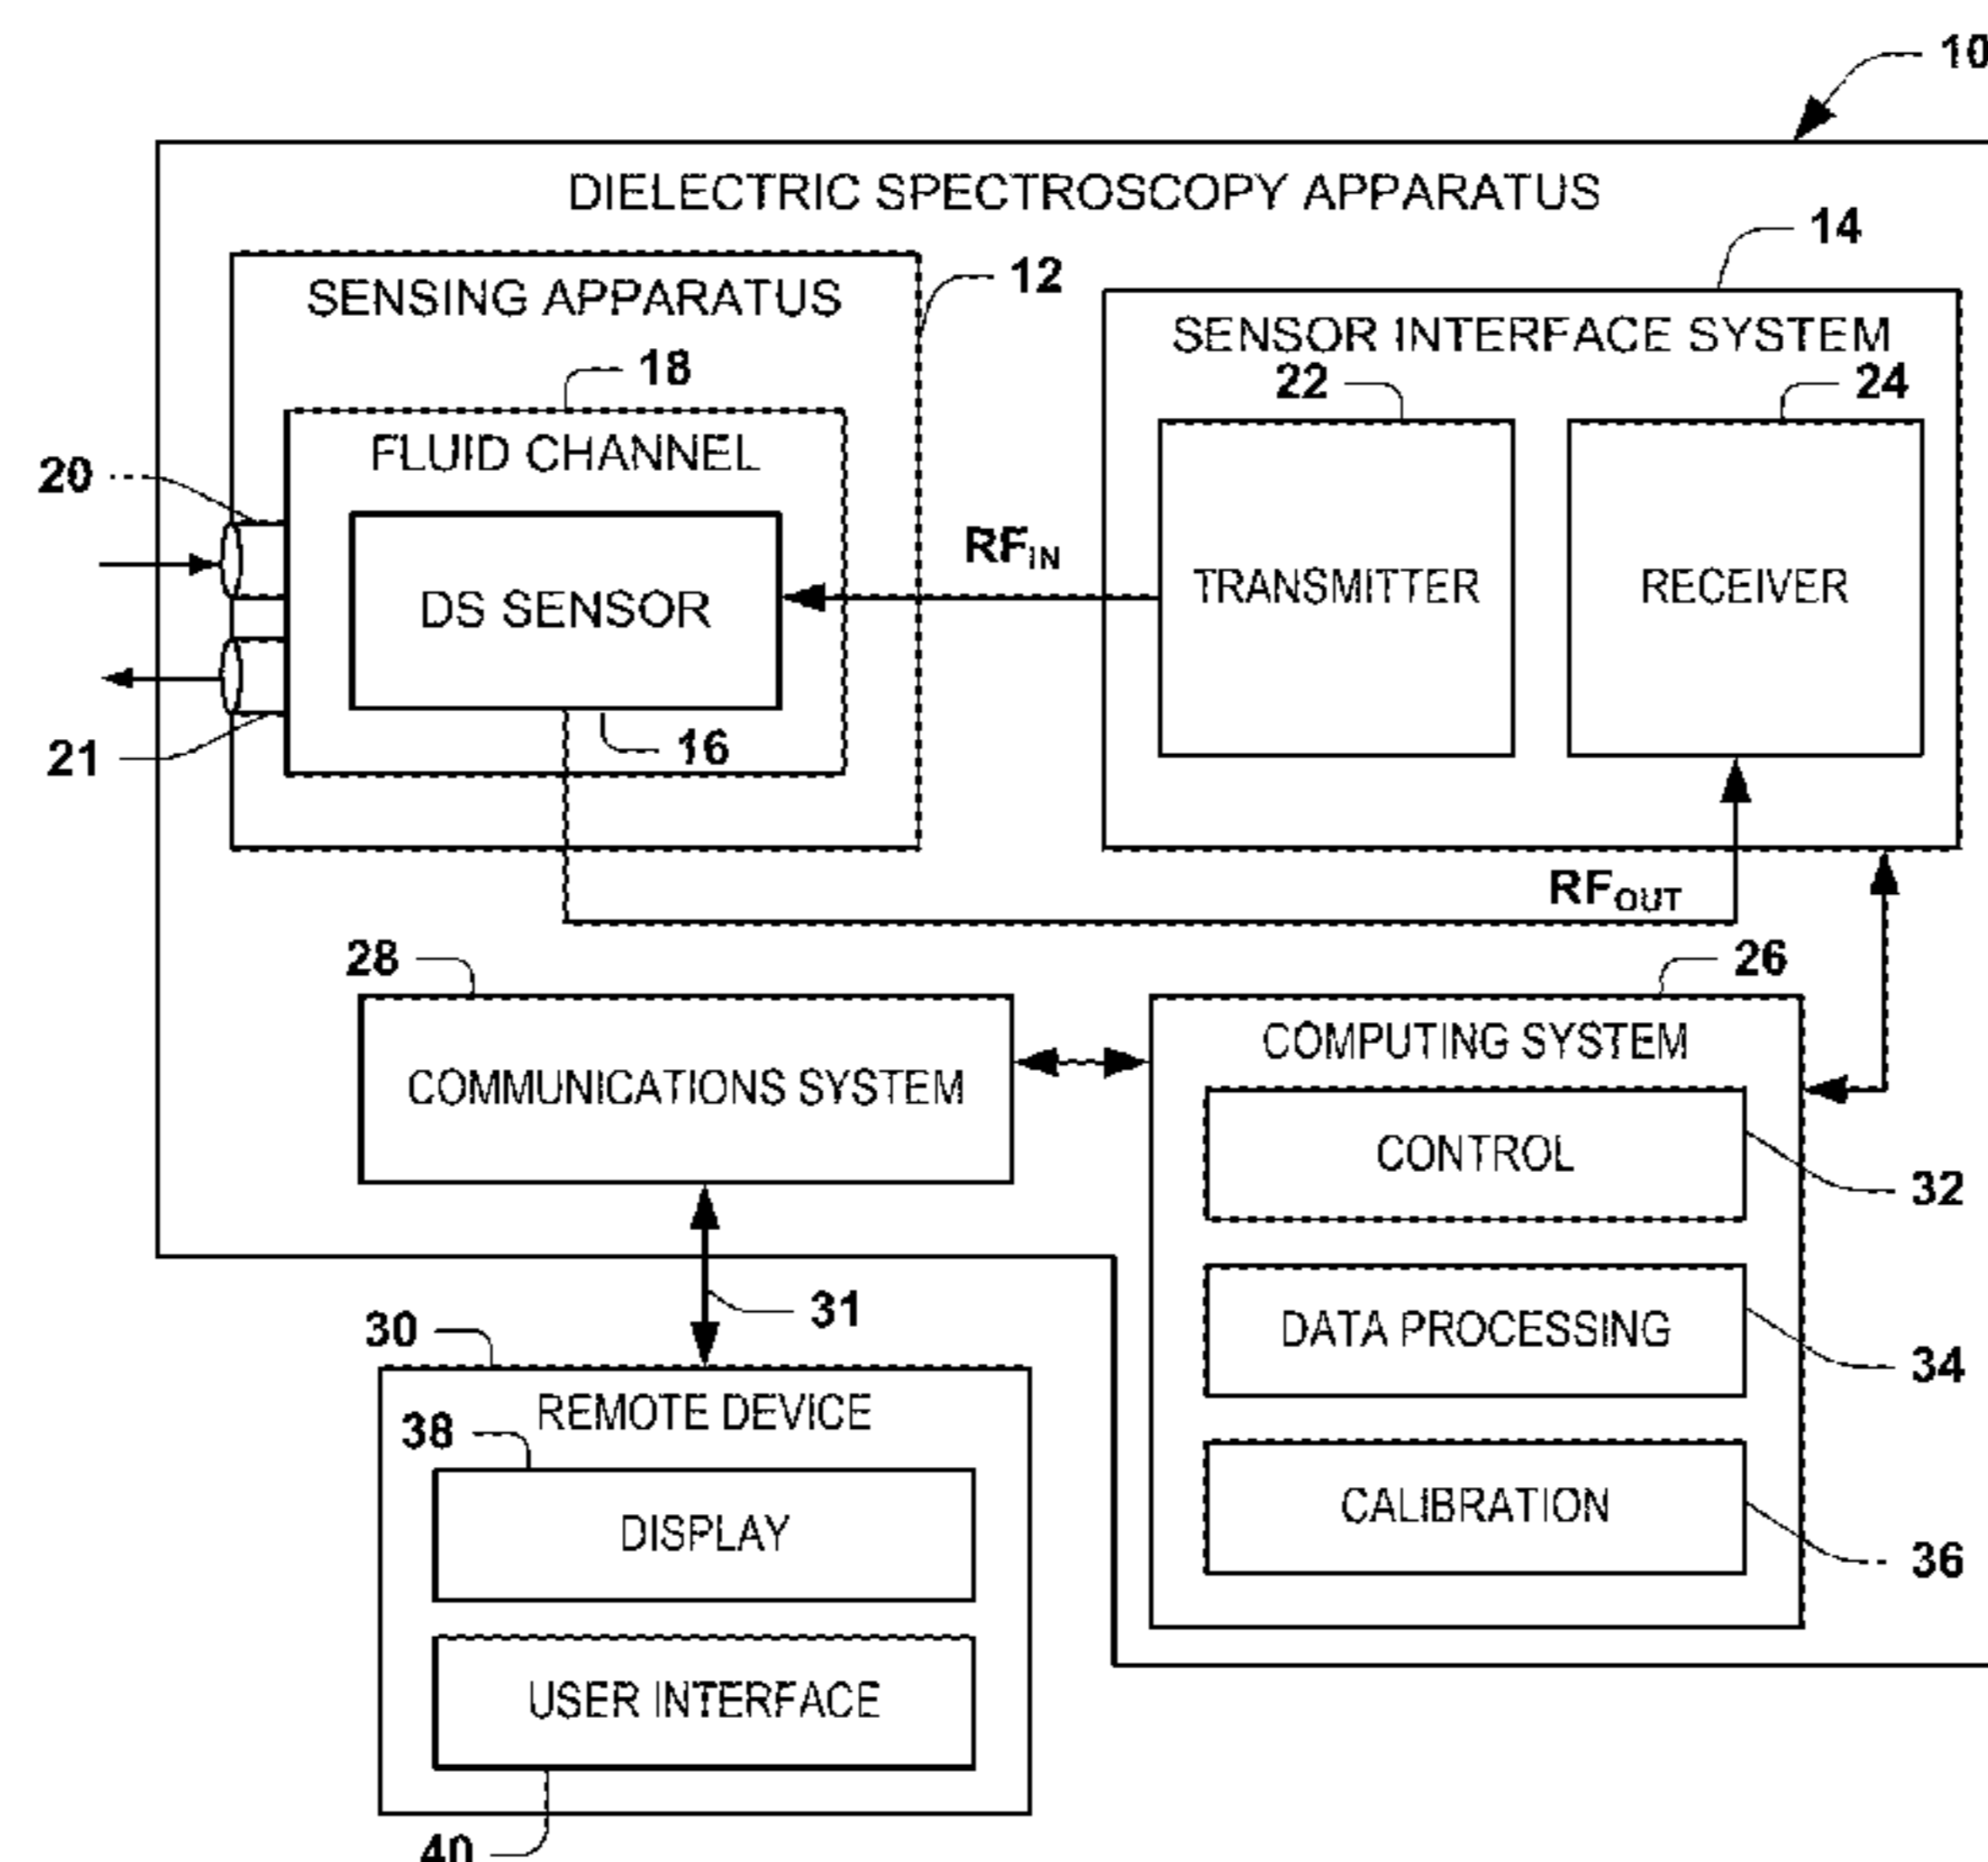 10
DIELECTRIC SPECTROSCOPY APPARATUS
14
12
SENSING APPARATUS
SENSOR INTERFACE SYSTEM
18
22
24
FLUID CHANNEL
20
RFIN
DS SENSOR
TRANSMITTER
RECEIVER
16
21
RFOUT
28
26
COMPUTING SYSTEM
COMMUNICATIONS SYSTEM
CONTROL
32
31
30
DATA PROCESSING
34
REMOTE DEVICE
38
CALIBRATION
DISPLAY
36
USER INTERFACE
40